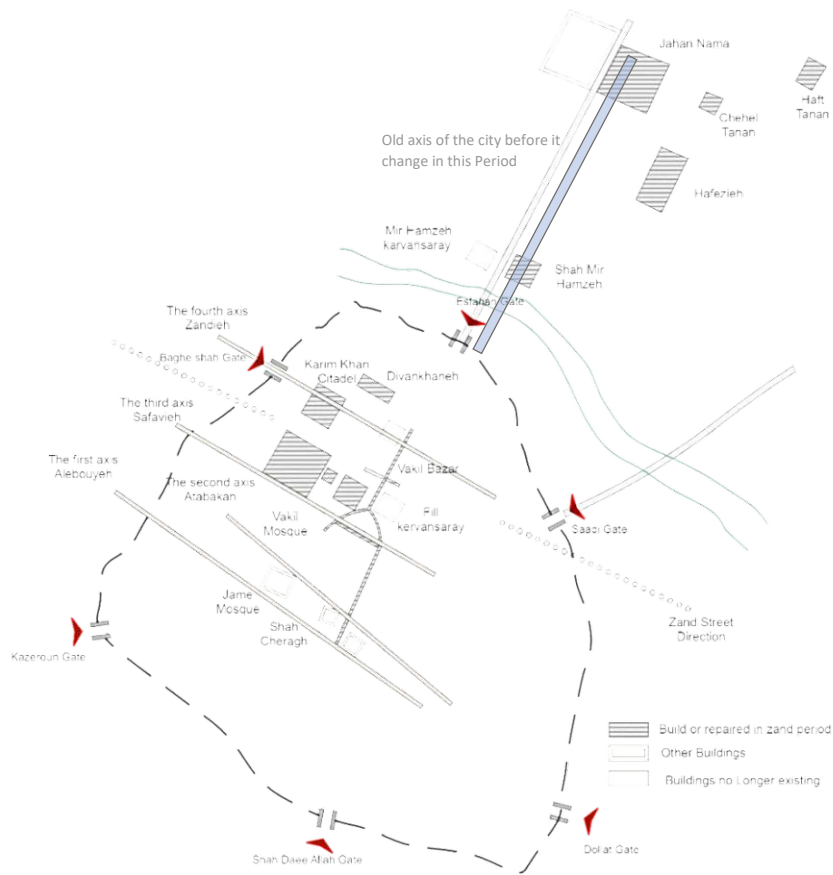 Jahan Nama
Haft
Tanan
Chehel
Tanan
Old axis of the city before it
change in this Period
Hafezieh
Mir Hamzeh
karvansaray
Shah Mir
Hamzeh
Esfahan Gate
The fourth axis
Zandieh
Baghe shah Gate
Karim Khan
Citadel
Divankhaneh
The third axis
Safavieh
The first axis
Alebouyeh
The second axis
Atabakan
Vakil Bazar
Vakil
Mosque
Fill
kervansaray
Saadi Gate
Jame
Mosque
Shah
Cheragh
Zand Street
Direction
Kazeroun Gate
Build or repaired in zand period
Other Buildings
Buildings no Longer existing
Shah Daee Allah Gate
Dollat Gate